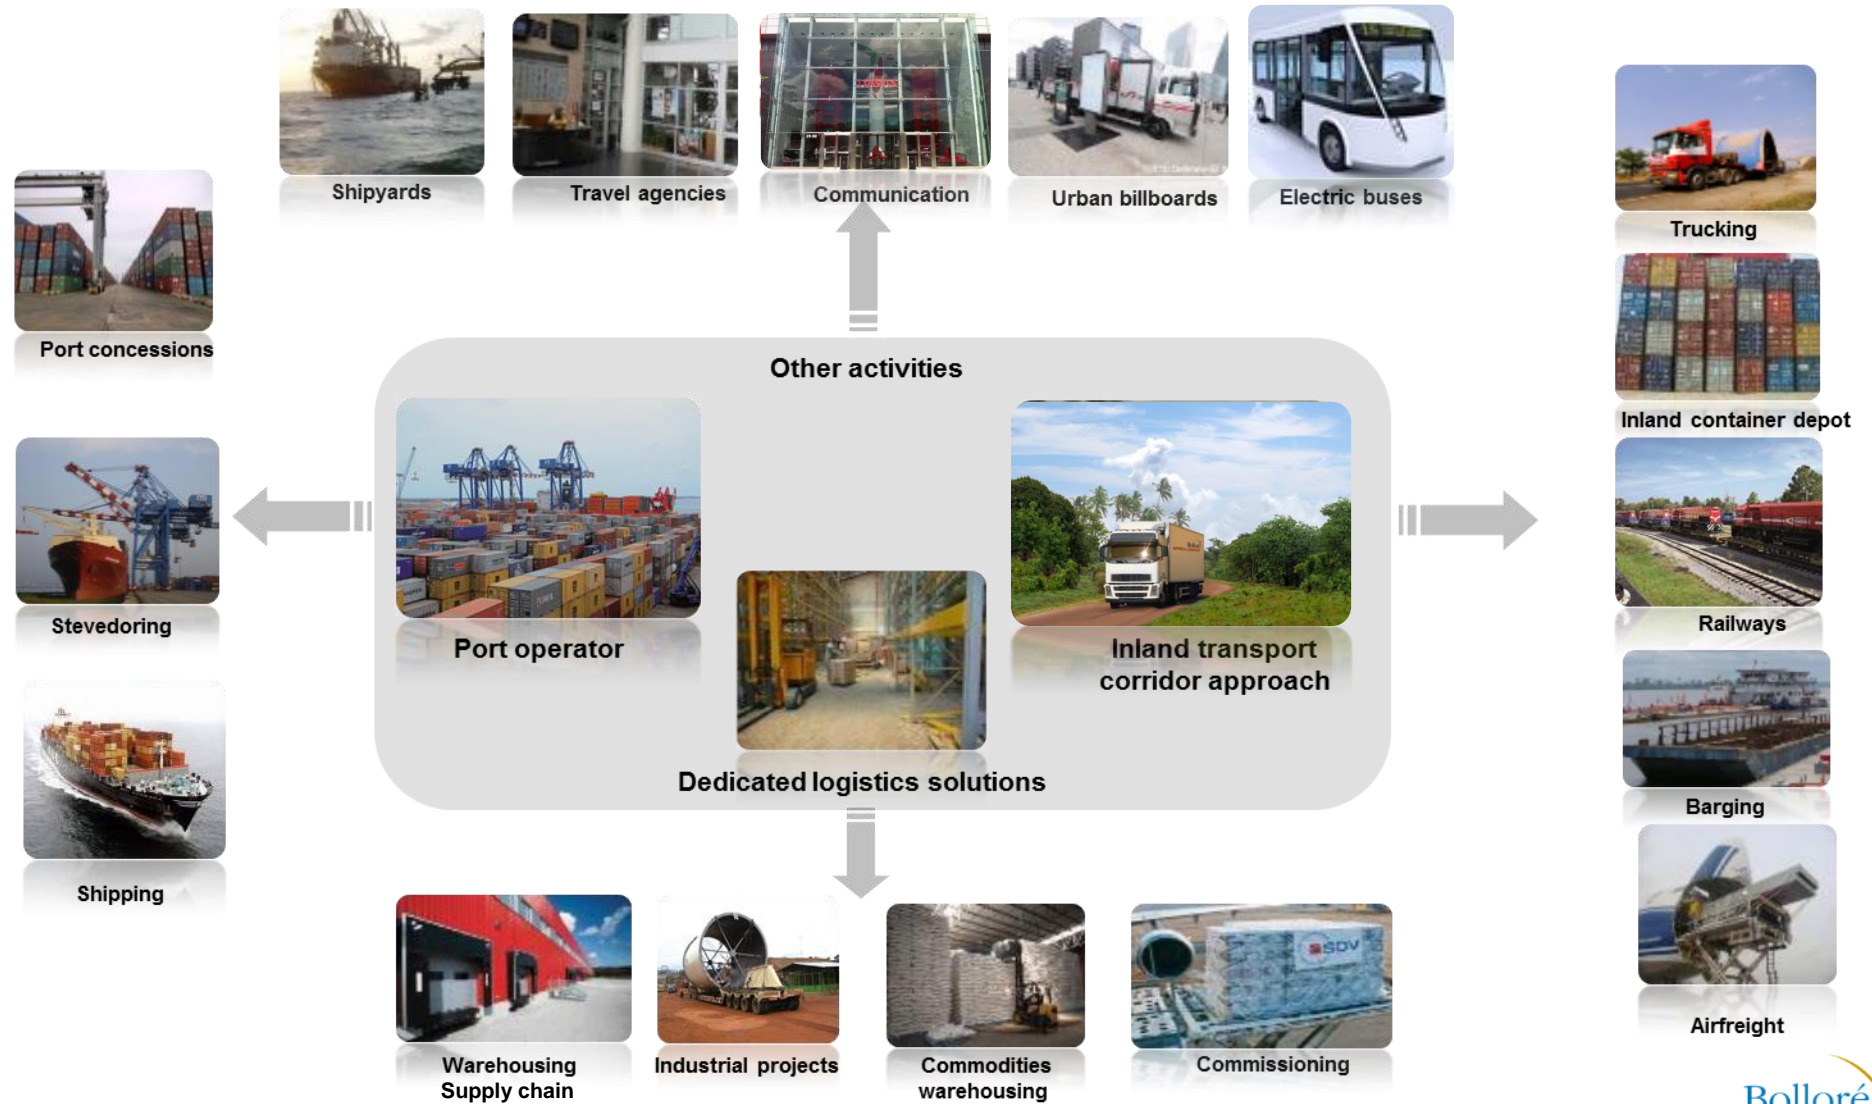 Shipyards
Travel agencies
Communication
Urban billboards
Electric buses
Trucking
Port concessions
Inland container depot
Other activities
Stevedoring
Railways
Port operator
Inland transport
corridor approach
Dedicated logistics solutions
Barging
Shipping
SDV
Airfreight
Warehousing
Supply chain
Industrial projects
Commodities
warehousing
Commissioning
Bolloré